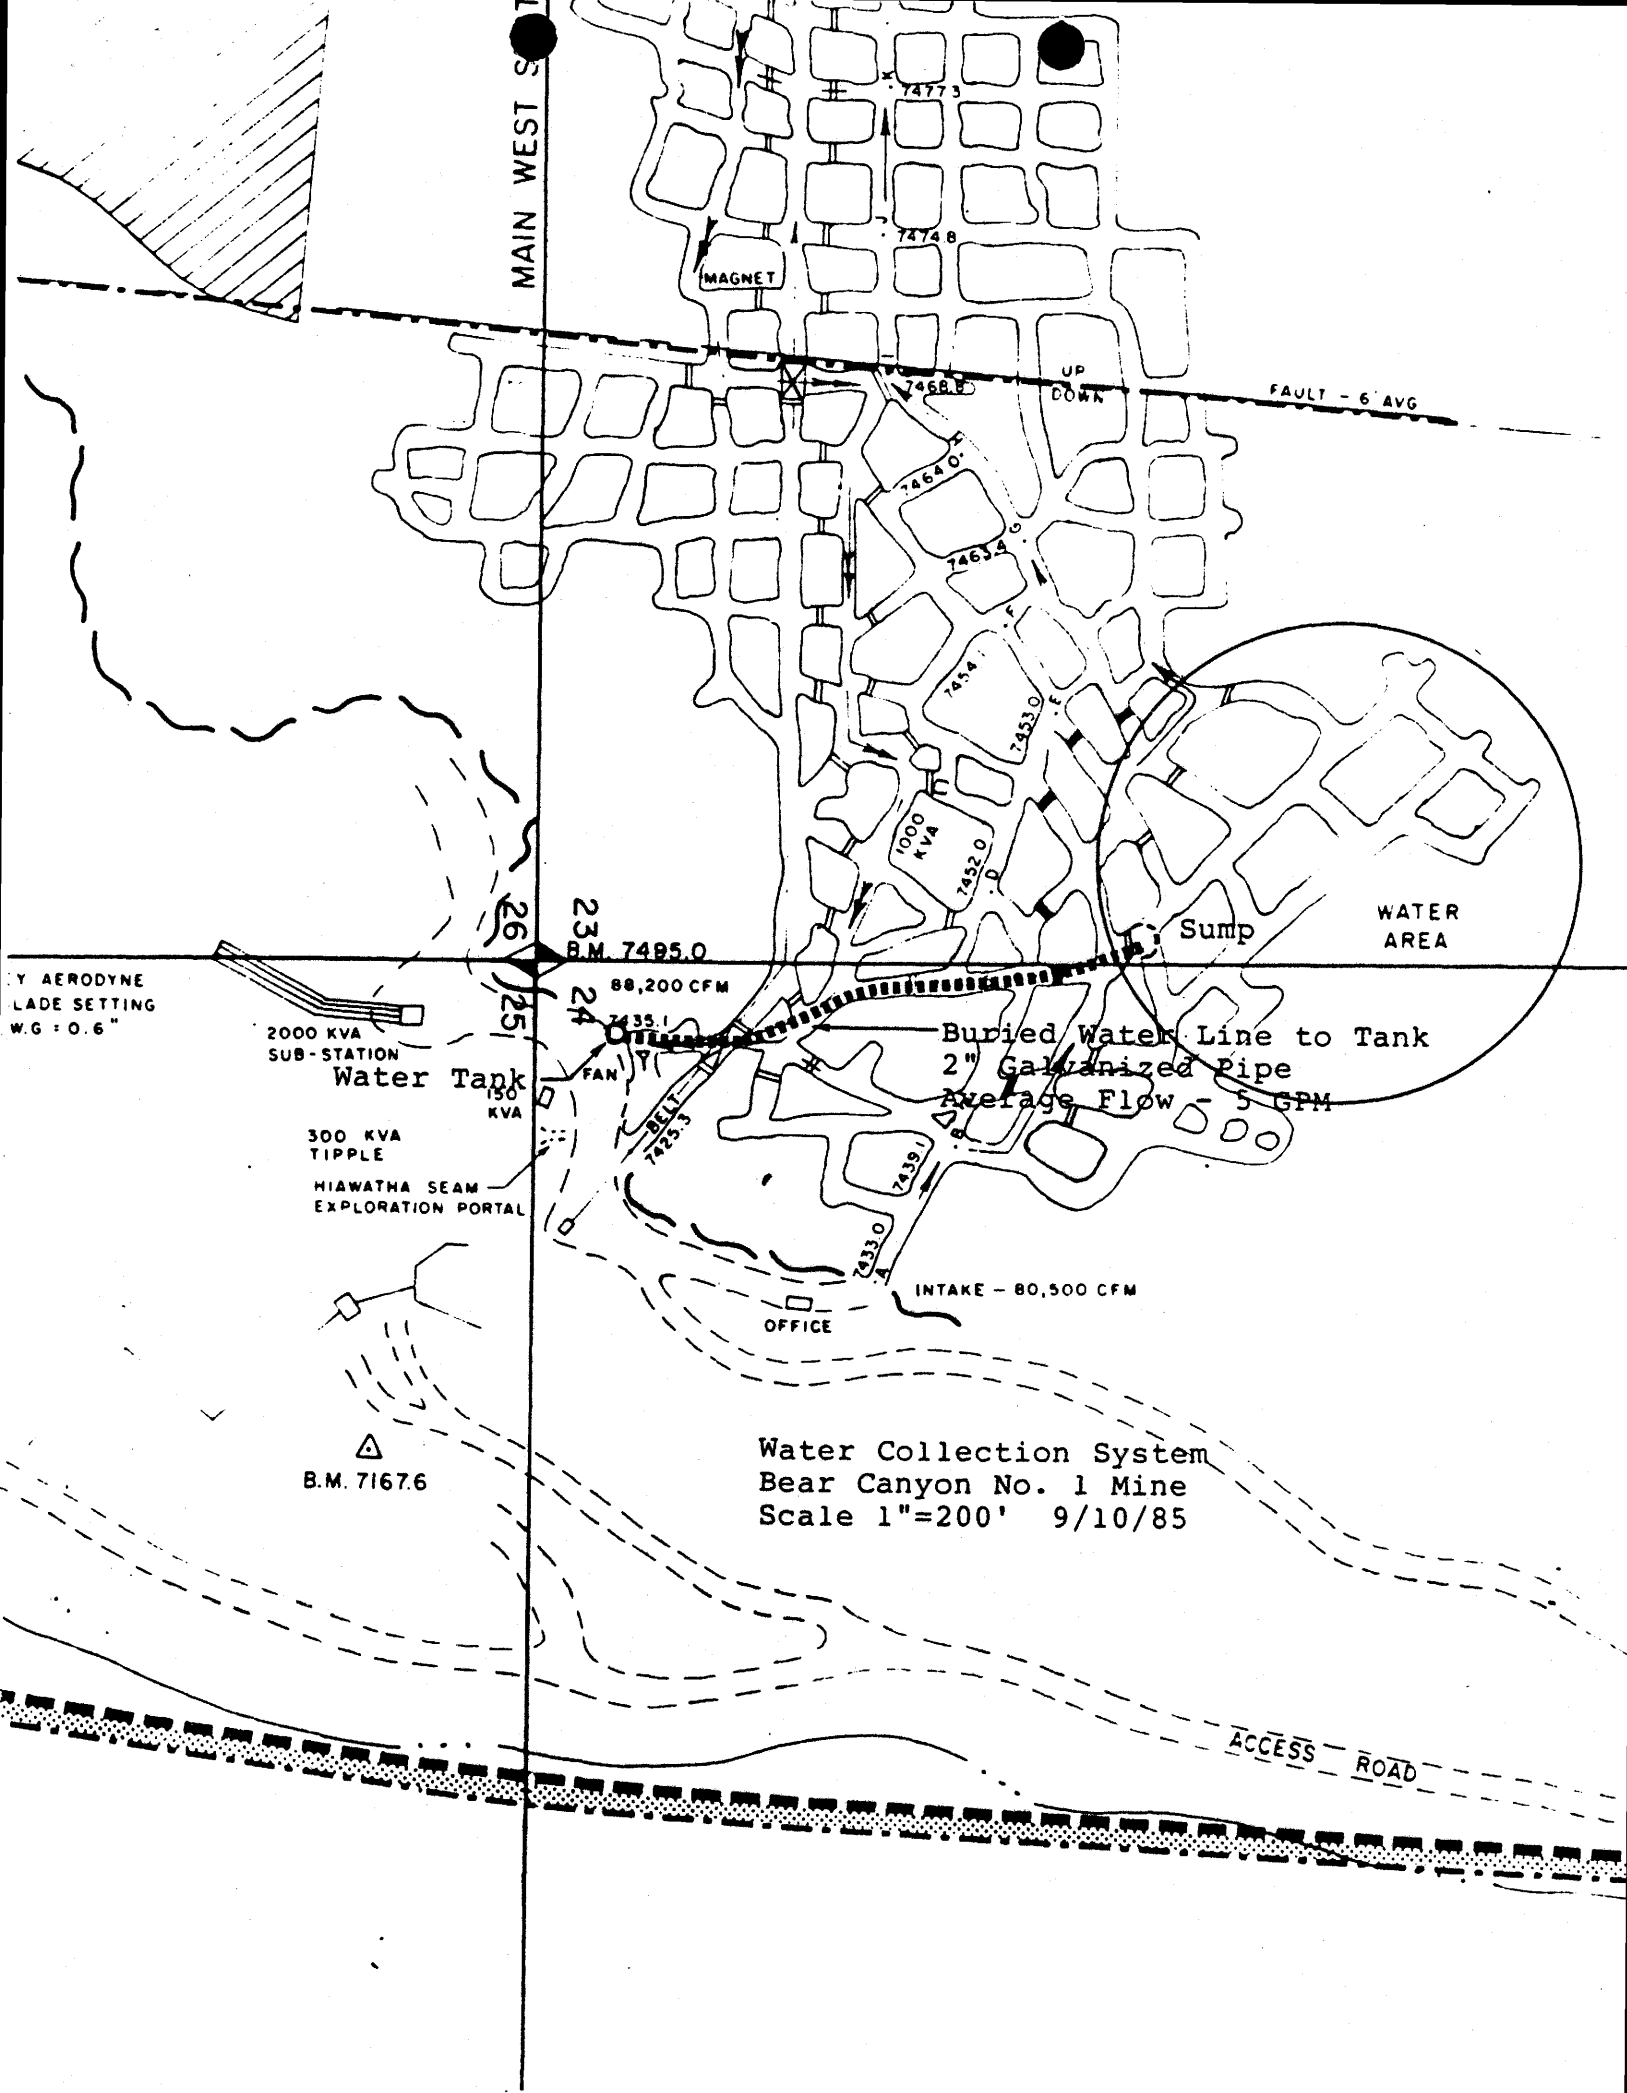 MAIN WEST
7477.3
K
J
7474.8
MAGNET
7468.8
UP
DOWN
FAULT - 6' AVG
H
7464.0
G
7463.4
F
7454.
E
7453.0
1000
KVA
7452.0
D
WATER
AREA
Sump
26
23
B.M. 7495.0
88,200 CFM
25
24
Y AERODYNE
LADE SETTING
W.G = 0.6"
7435.1
2000 KVA
SUB-STATION
Water Tank
FAN
Buried Water Line to Tank
2" Galvanized Pipe
Average Flow - 5 GPM
150
KVA
BELT
7425.3
300 KVA
TIPPLE
B
7439.1
HIAWATHA SEAM
EXPLORATION PORTAL
7433.0
A
INTAKE - 80,500 CFM
OFFICE
B.M. 7167.6
Water Collection System
Bear Canyon No. 1 Mine
Scale 1"=200' 9/10/85
ACCESS ROAD